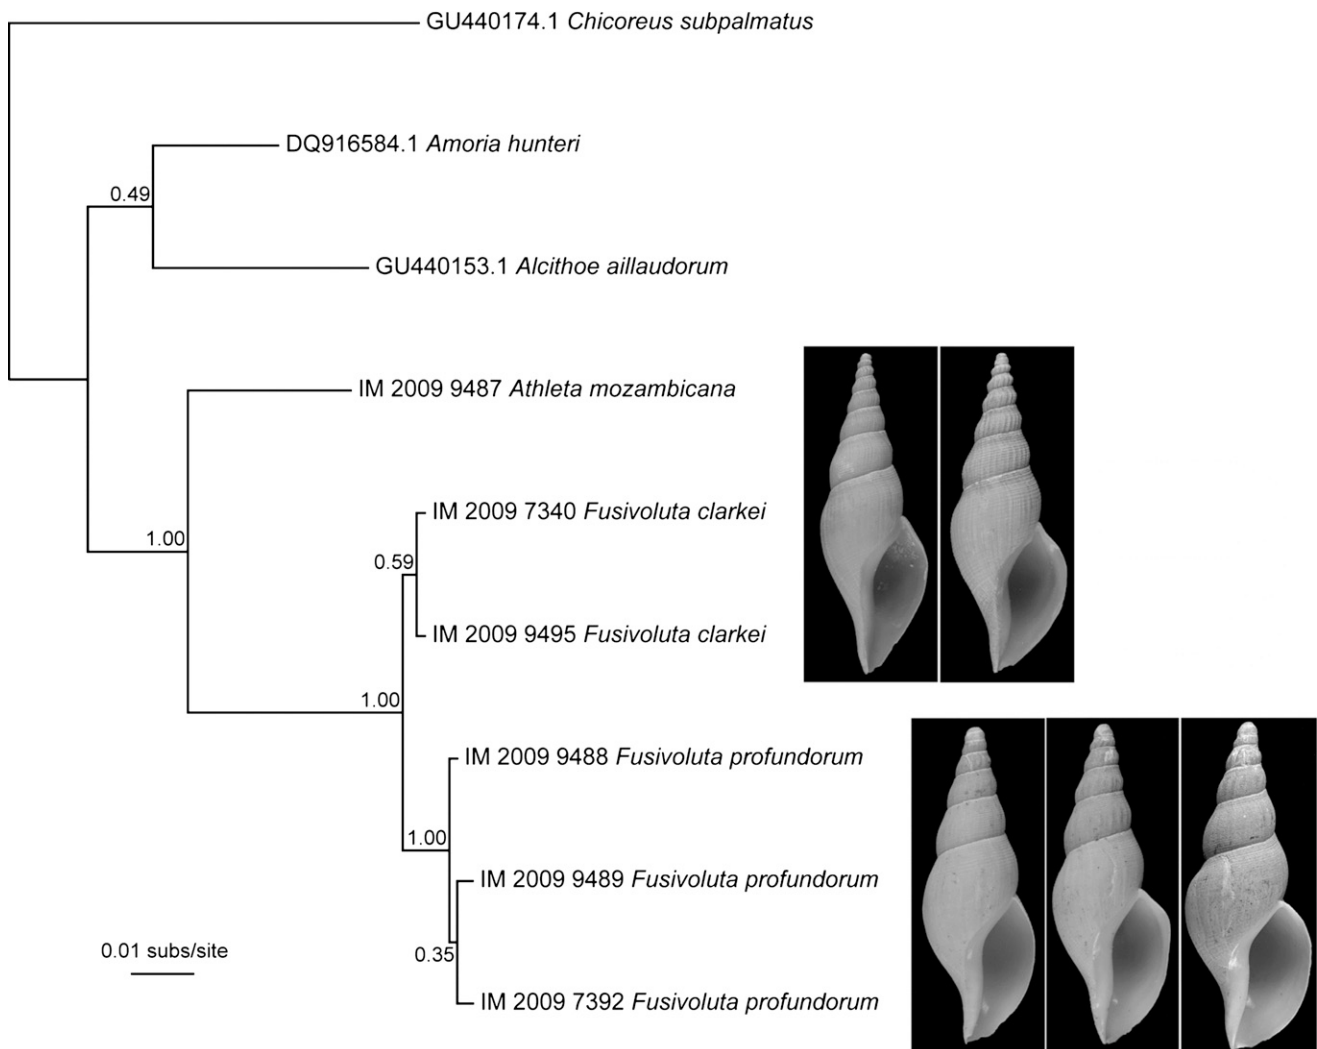 GU440174.1 Chicoreus subpalmatus
DQ916584.1 Amoria hunteri
0.49
GU440153.1 Alcithoe aillaudorum
IM 2009 9487 Athleta mozambicana
IM 2009 7340 Fusivoluta clarkei
1.00
0.59
IM 2009 9495 Fusivoluta clarkei
1.00
IM 2009 9488 Fusivoluta profundorum
1.00
IM 2009 9489 Fusivoluta profundorum
0.01 subs/site
0.35
IM 2009 7392 Fusivoluta profundorum